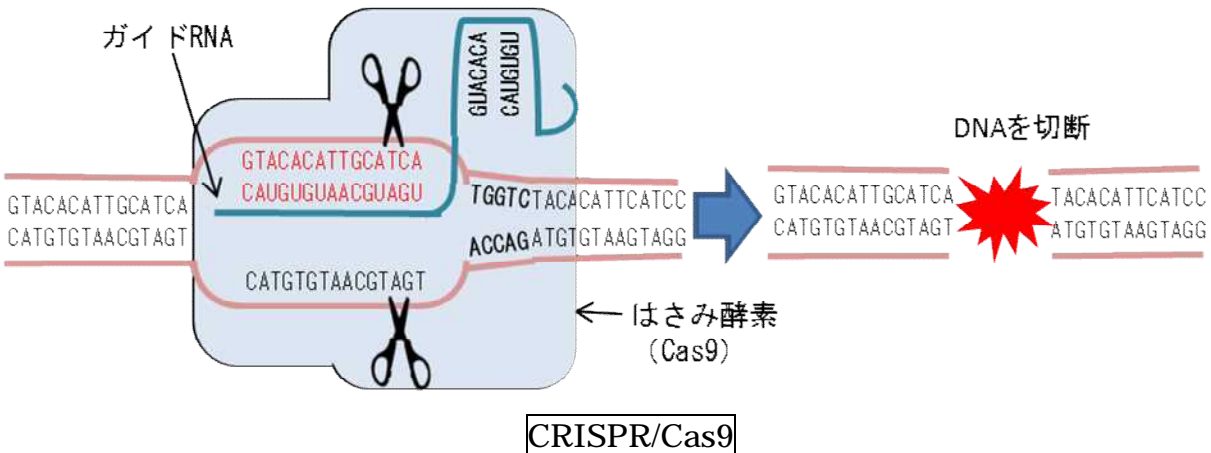 ガイドRNA
GUACACA
CAUGUGU
DNAを切断
GTACACATTGCATCA
CAUGUGUAACGUAGU
GTACACATTGCATCA
CATGTGTAACGTAGT
TGGTCTACACATTCATCC
ACCAGATGTGTAAGTAGG
CATGTGTAACGTAGT
GTACACATTGCATCA
CATGTGTAACGTAGT
TACACATTCATCC
ATGTGTAAGTAGG
はさみ酵素
(Cas9)
CRISPR/Cas9